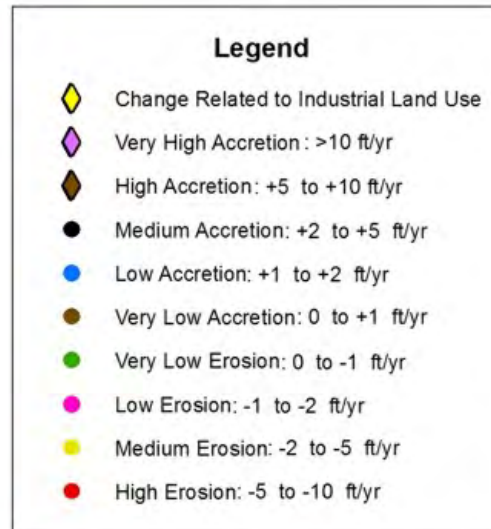 Legend
Change Related to Industrial Land Use
Very High Accretion : >10 ft/yr
High Accretion: +5 to +10 ft/yr
Medium Accretion: +2 to +5 ft/yr
Low Accretion: +1 to +2 ft/yr
Very Low Accretion: 0 to +1 ft/yr
Very Low Erosion: 0 to -1 ft/yr
Low Erosion: -1 to -2 ft/yr
Medium Erosion: -2 to -5 ft/yr
High Erosion: -5 to -10 ft/yr